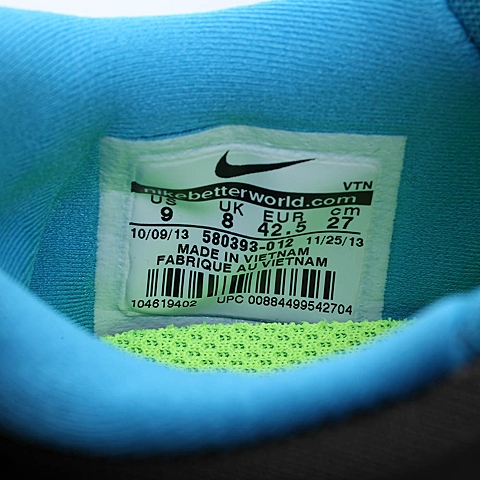 VTN
nikebetterworld.com
US UK EUR cm
9 8 42.5 27
10/09/13 580393-012 11/25/13
MADE IN VIETNAM
FABRIQUE AU VIETNAM
104619402 UPC 00884499542704